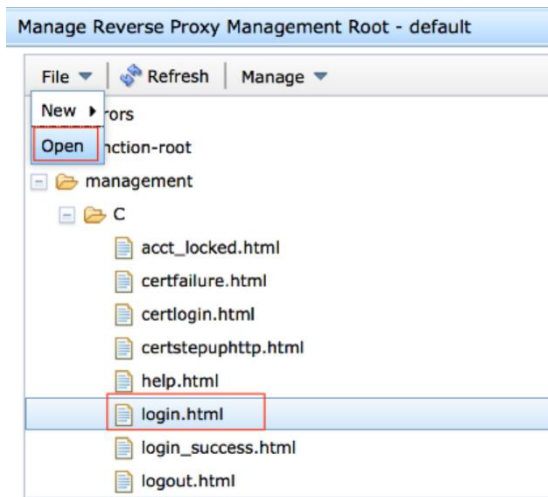 Manage Reverse Proxy Management Root - default
File Refresh Manage
New rors
Open nction-root
management
C
acct_locked.html
certfailure.html
certlogin.html
certstepuphttp.html
help.html
login.html
login_success.html
logout.html